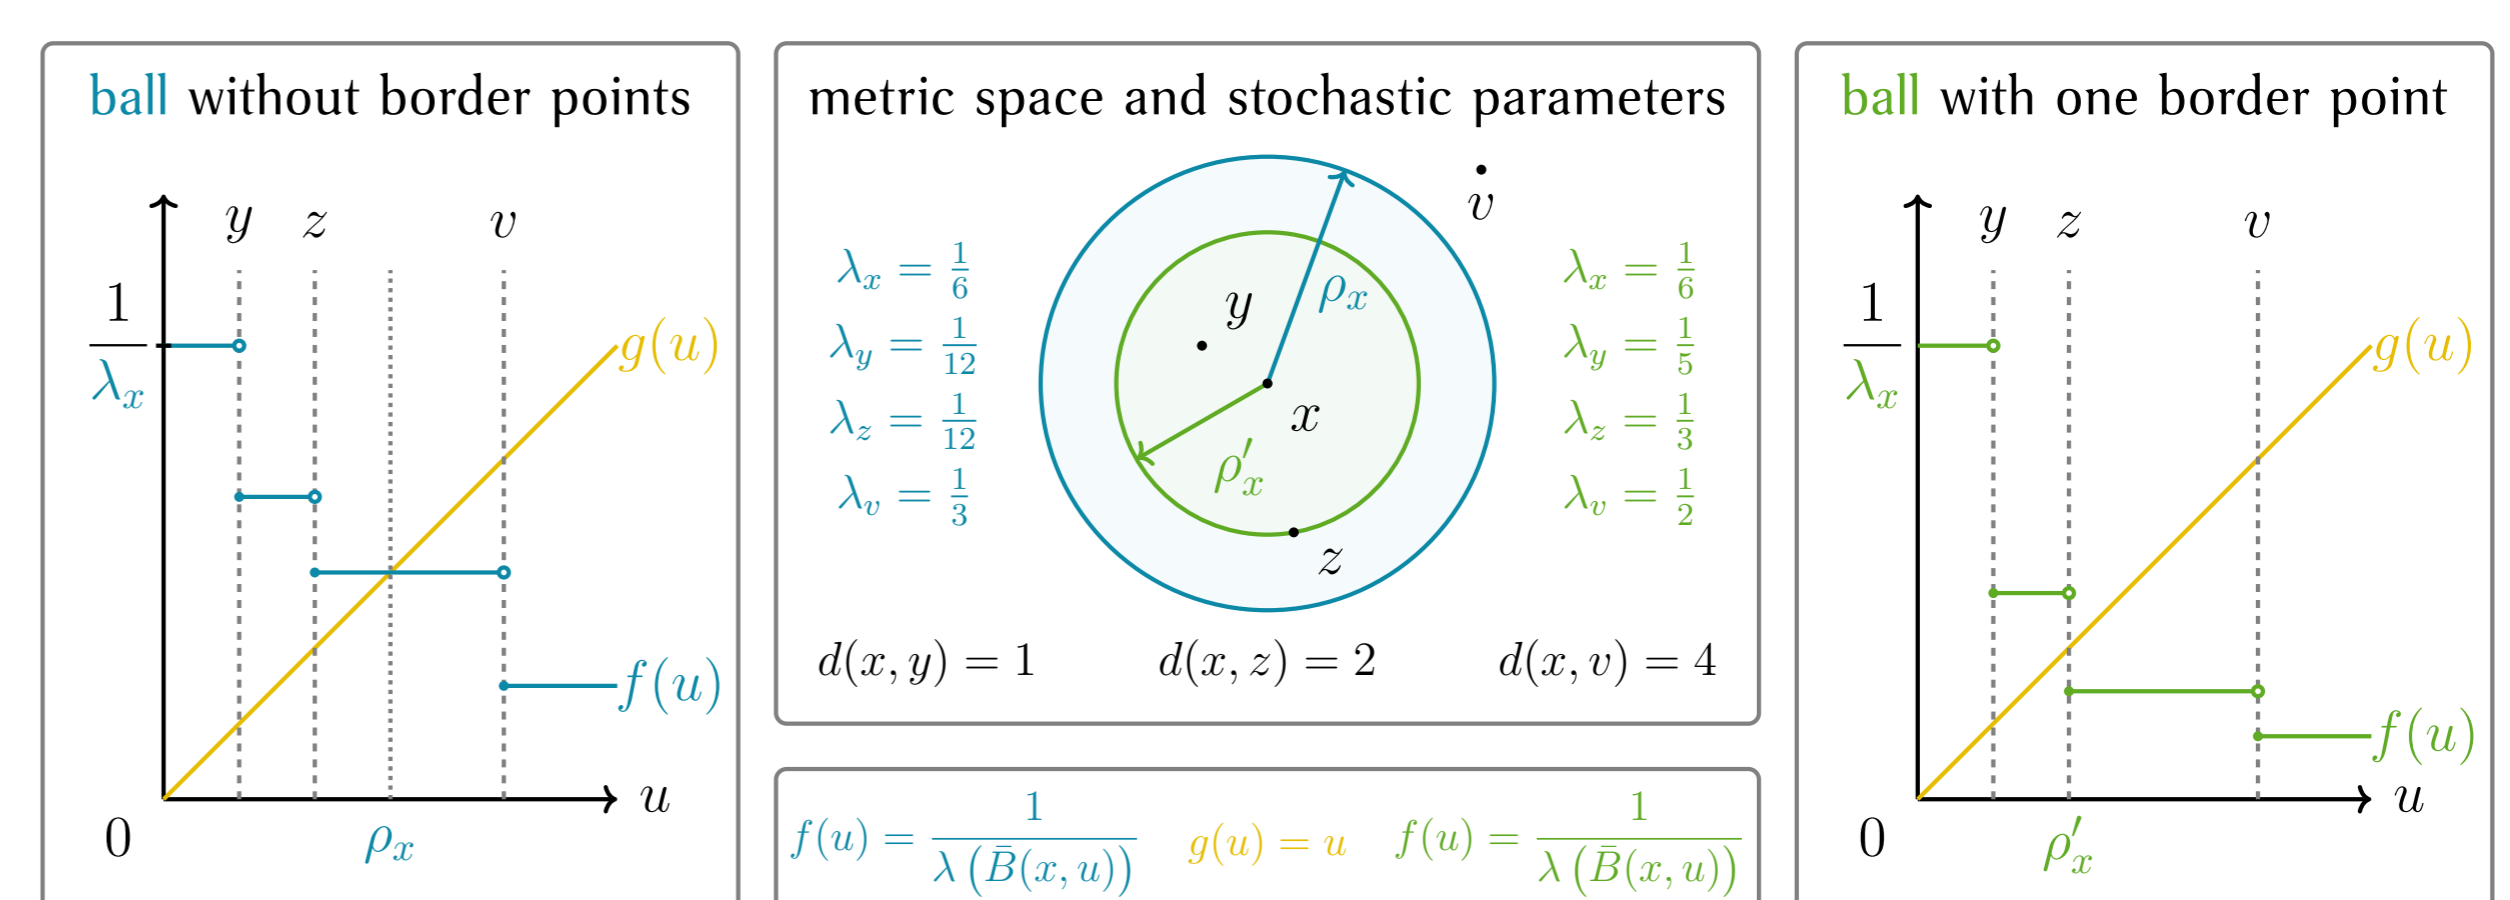 ball without border points
y z v
1
λ_x
g(u)
f(u)
0
ρ_x
u
metric space and stochastic parameters
v
λ_x = 1/6
λ_y = 1/12
λ_z = 1/12
λ_v = 1/3
ρ_x
y
x
ρ′_x
z
λ_x = 1/6
λ_y = 1/5
λ_z = 1/3
λ_v = 1/2
d(x, y) = 1 d(x, z) = 2 d(x, v) = 4
f(u) = 1/λ(B̄(x, u)) g(u) = u f(u) = 1/λ(B̄(x, u))
ball with one border point
y z v
1
λ_x
g(u)
f(u)
0
ρ′_x
u